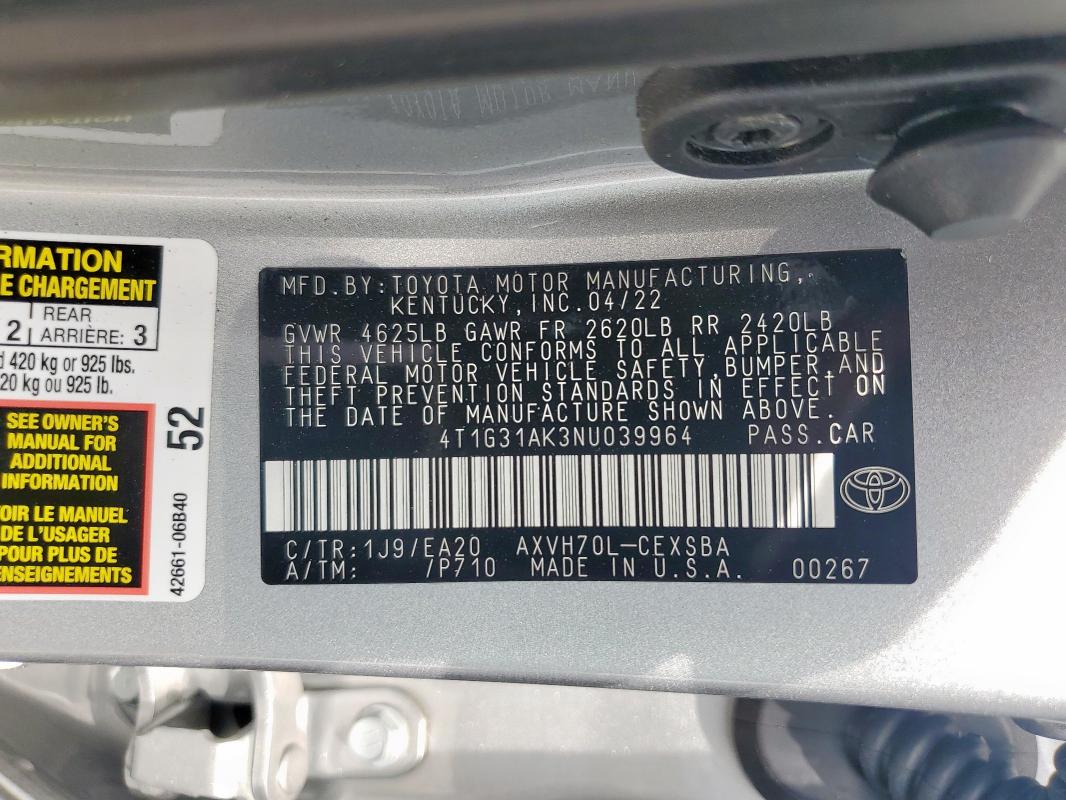 RMATION
E CHARGEMENT
2 REAR
ARRIÈRE: 3
d 420 kg or 925 lbs.
20 kg ou 925 lb.
SEE OWNER'S
MANUAL FOR
ADDITIONAL
INFORMATION
VOIR LE MANUEL
DE L'USAGER
POUR PLUS DE
ENSEIGNEMENTS
52
42661-06B40
MFD.BY:TOYOTA MOTOR MANUFACTURING,
KENTUCKY,INC.04/22
GVWR 4625LB GAWR FR 2620LB RR 2420LB
THIS VEHICLE CONFORMS TO ALL APPLICABLE
FEDERAL MOTOR VEHICLE SAFETY,BUMPER,AND
THEFT PREVENTION STANDARDS IN EFFECT ON
THE DATE OF MANUFACTURE SHOWN ABOVE.
4T1G31AK3NU039964 PASS.CAR
C/TR:1J9/EA20 AXVH70L-CEXSBA
A/TM: /P710 MADE IN U.S.A. 00267